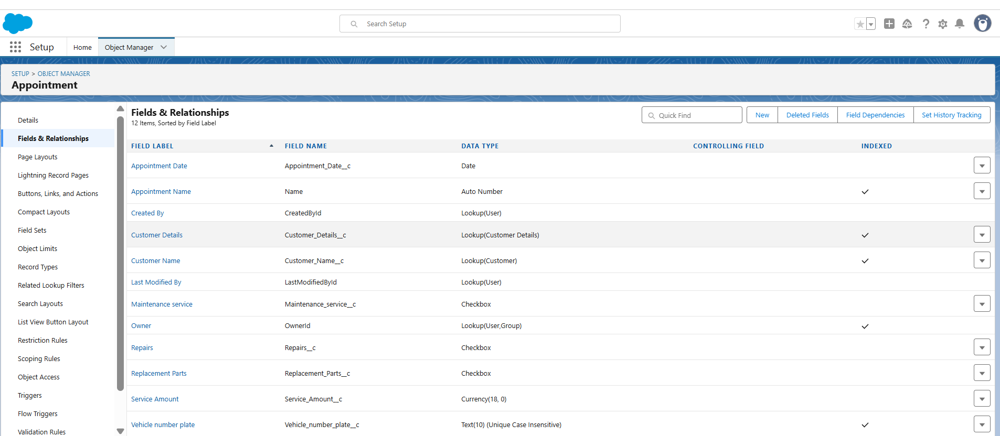 Search Setup
Setup
Home
Object Manager
SETUP > OBJECT MANAGER
Appointment
Details
Fields & Relationships
Page Layouts
Lightning Record Pages
Buttons, Links, and Actions
Compact Layouts
Field Sets
Object Limits
Record Types
Related Lookup Filters
Search Layouts
List View Button Layout
Restriction Rules
Scoping Rules
Object Access
Triggers
Flow Triggers
Validation Rules
Fields & Relationships
12 Items, Sorted by Field Label
Quick Find
New
Deleted Fields
Field Dependencies
Set History Tracking
FIELD LABEL FIELD NAME DATA TYPE CONTROLLING FIELD INDEXED
Appointment Date Appointment_Date__c Date
Appointment Name Name Auto Number
Created By CreatedById Lookup(User)
Customer Details Customer_Details__c Lookup(Customer Details)
Customer Name Customer_Name__c Lookup(Customer)
Last Modified By LastModifiedById Lookup(User)
Maintenance service Maintenance_service__c Checkbox
Owner OwnerId Lookup(User,Group)
Repairs Repairs__c Checkbox
Replacement Parts Replacement_Parts__c Checkbox
Service Amount Service_Amount__c Currency(18, 0)
Vehicle number plate Vehicle_number_plate__c Text(10) (Unique Case Insensitive)